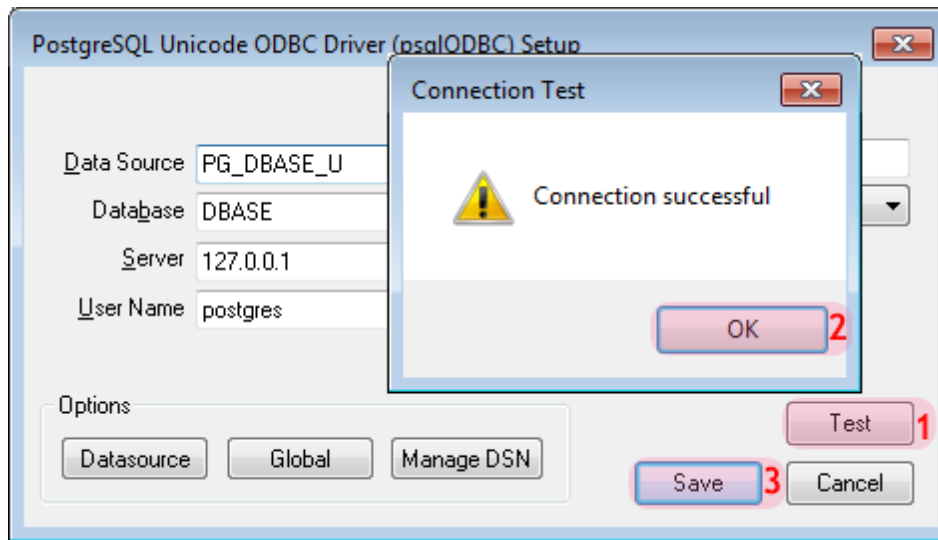 PostgreSQL Unicode ODBC Driver (psqlODBC) Setup
Connection Test
Data Source PG_DBASE_U
Connection successful
Database DBASE
Server 127.0.0.1
User Name postgres
OK 2
Options
Test 1
Datasource Global Manage DSN
Save 3 Cancel